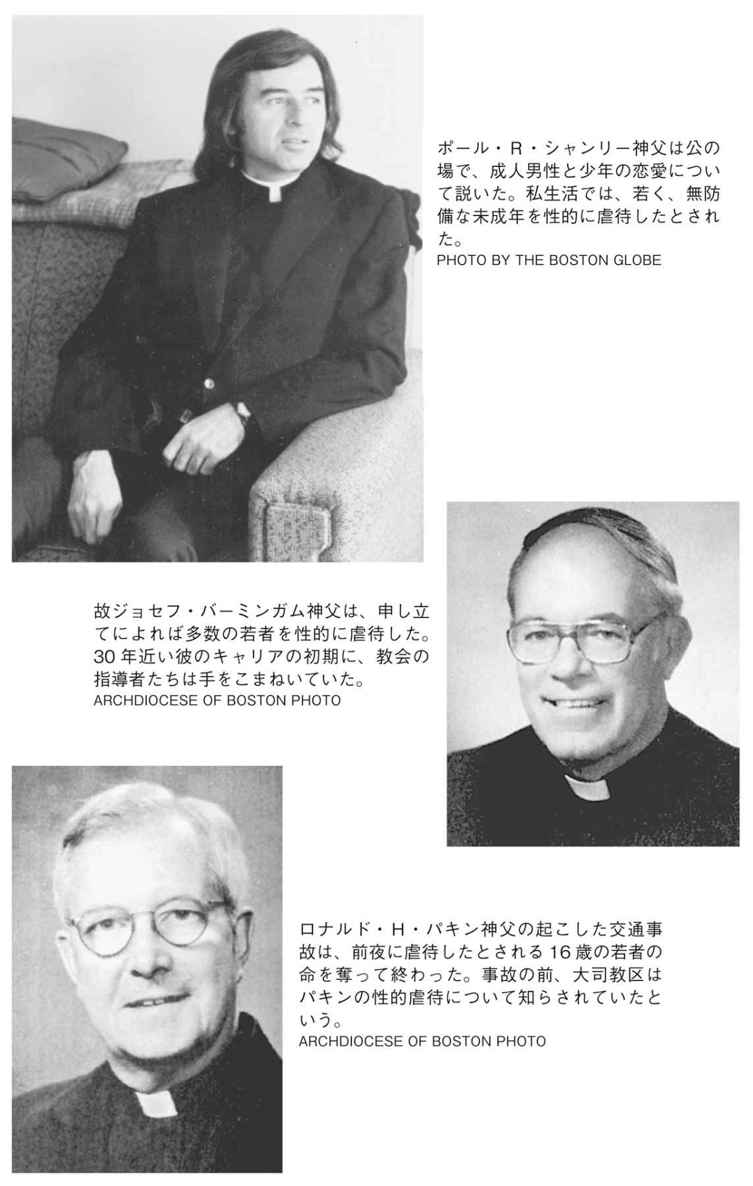 ポール・R・シャンリー神父は公の
場で、成人男性と少年の恋愛につい
て説いた。私生活では、若く、無防
備な未成年を性的に虐待したとされ
た。
PHOTO BY THE BOSTON GLOBE
故ジョセフ・バーミンガム神父は、申し立
てによれば多数の若者を性的に虐待した。
30年近い彼のキャリアの初期に、教会の
指導者たちは手をこまねいていた。
ARCHDIOCESE OF BOSTON PHOTO
ロナルド・H・パキン神父の起こした交通事
故は、前夜に虐待したとされる16歳の若者の
命を奪って終わった。事故の前、大司教区は
パキンの性的虐待について知らされていたと
いう。
ARCHDIOCESE OF BOSTON PHOTO